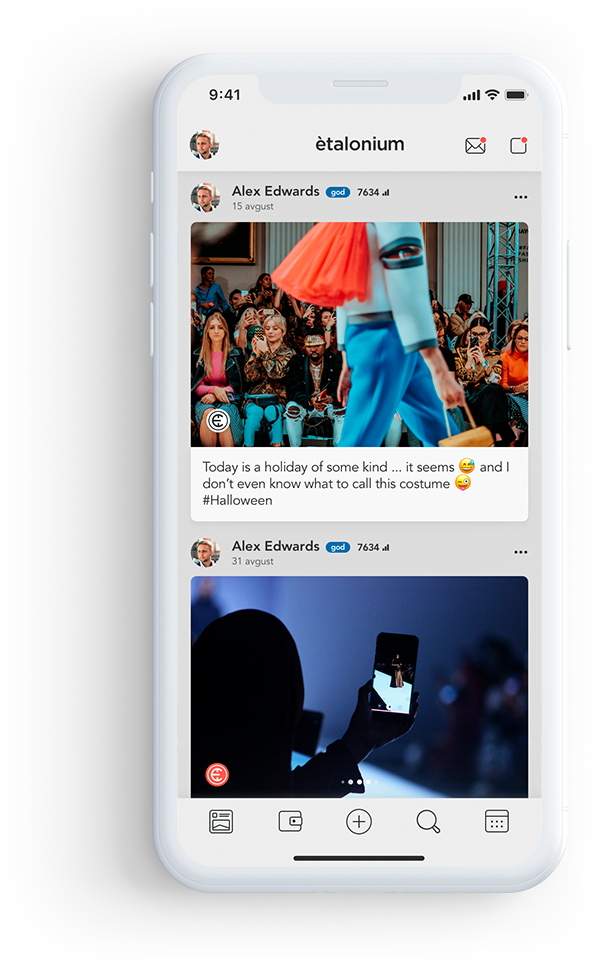 9:41
ètalonium
Alex Edwards god 7634
15 avgust
Today is a holiday of some kind ... it seems 😅 and I
don't even know what to call this costume 😜
#Halloween
Alex Edwards god 7634
31 avgust